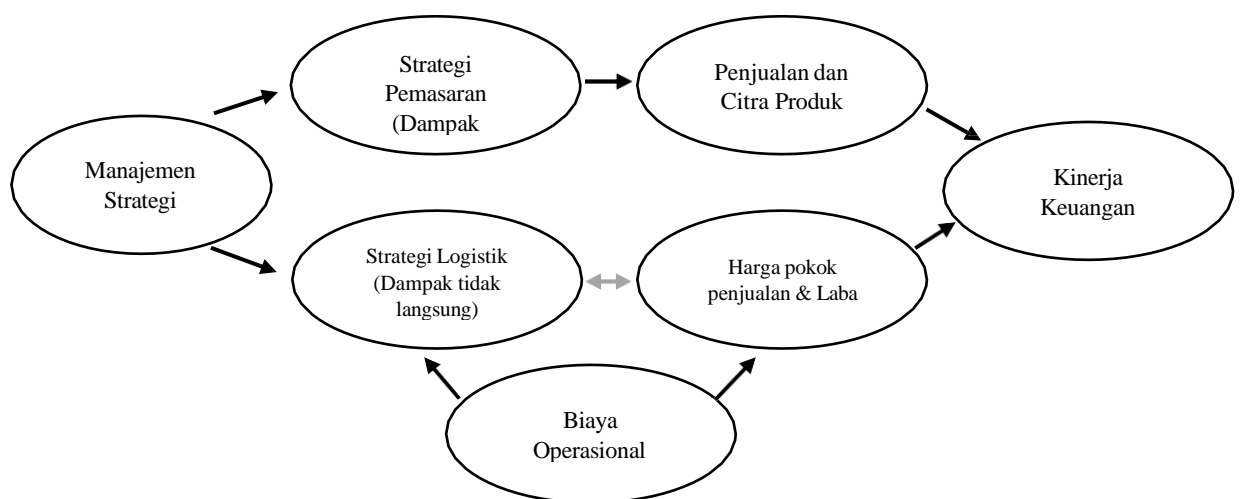 Strategi
Pemasaran
(Dampak
Penjualan dan
Citra Produk
Manajemen
Strategi
Kinerja
Keuangan
Strategi Logistik
(Dampak tidak
langsung)
Harga pokok
penjualan & Laba
Biaya
Operasional